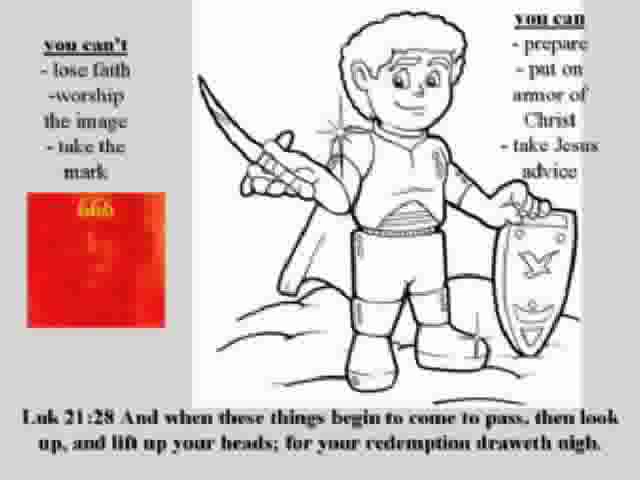 you can't
- lose faith
-worship
the image
- take the
mark
666
you can
- prepare
- put on
armor of
Christ
- take Jesus
advice
Luk 21:28 And when these things begin to come to pass, then look
up, and lift up your heads; for your redemption draweth nigh.